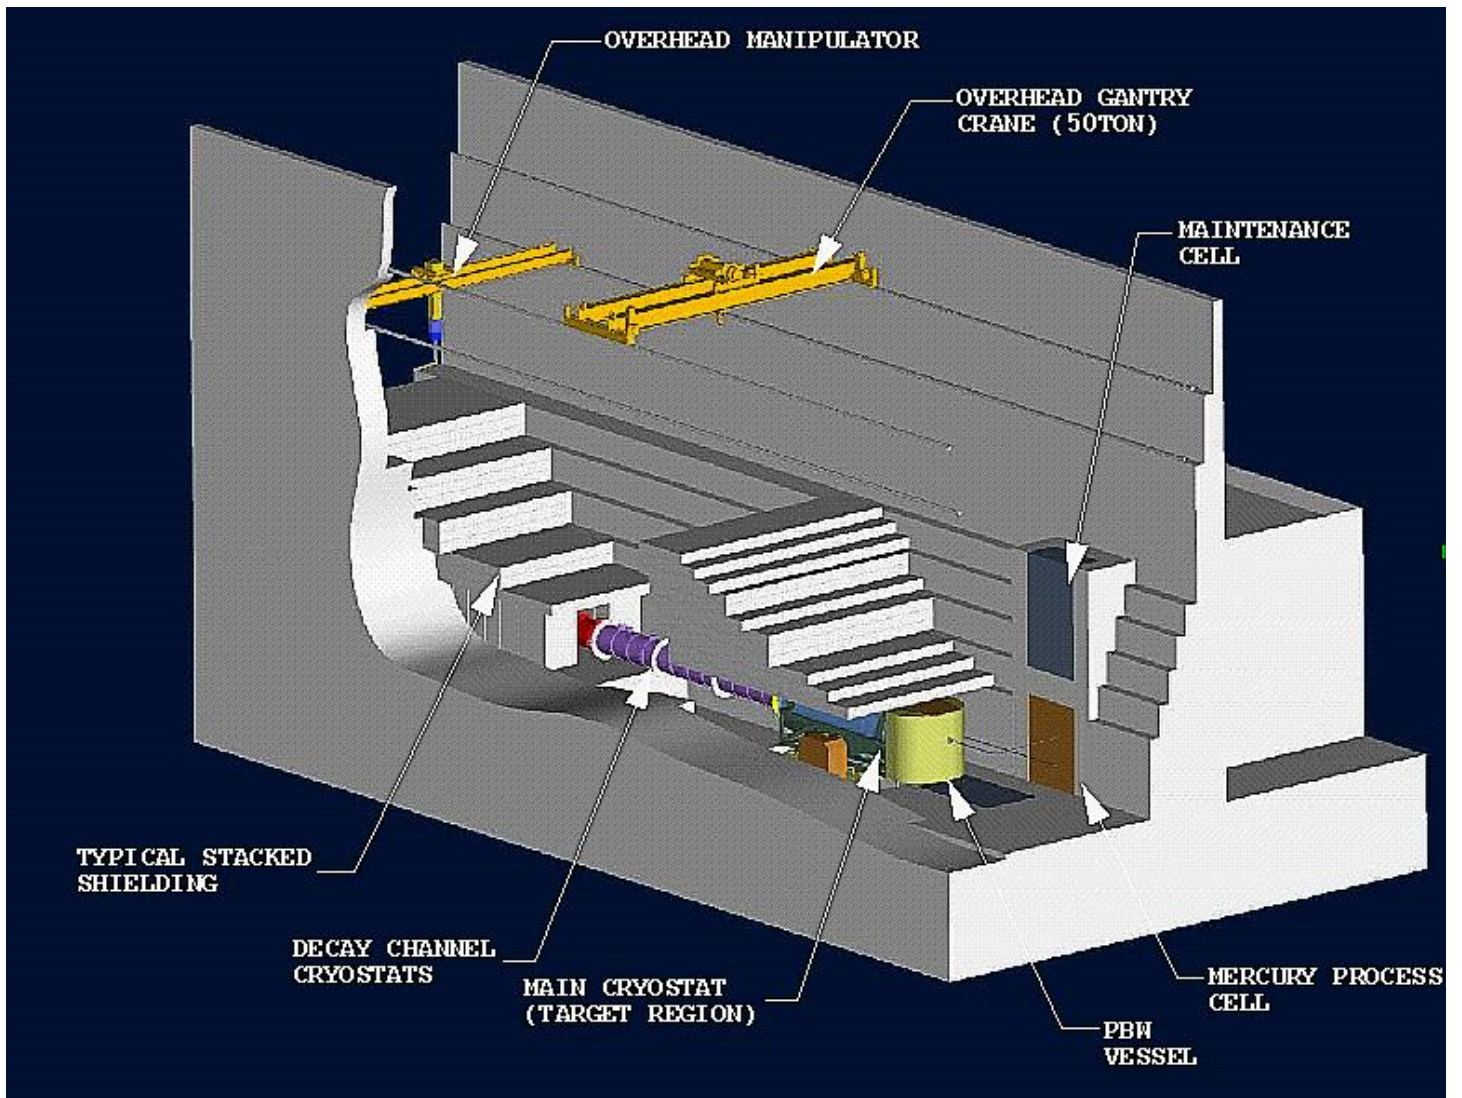 OVERHEAD MANIPULATOR
OVERHEAD GANTRY
CRANE (50TON)
MAINTENANCE
CELL
TYPICAL STACKED
SHIELDING
DECAY CHANNEL
CRYOSTATS
MAIN CRYOSTAT
(TARGET REGION)
MERCURY PROCESS
CELL
PBW
VESSEL